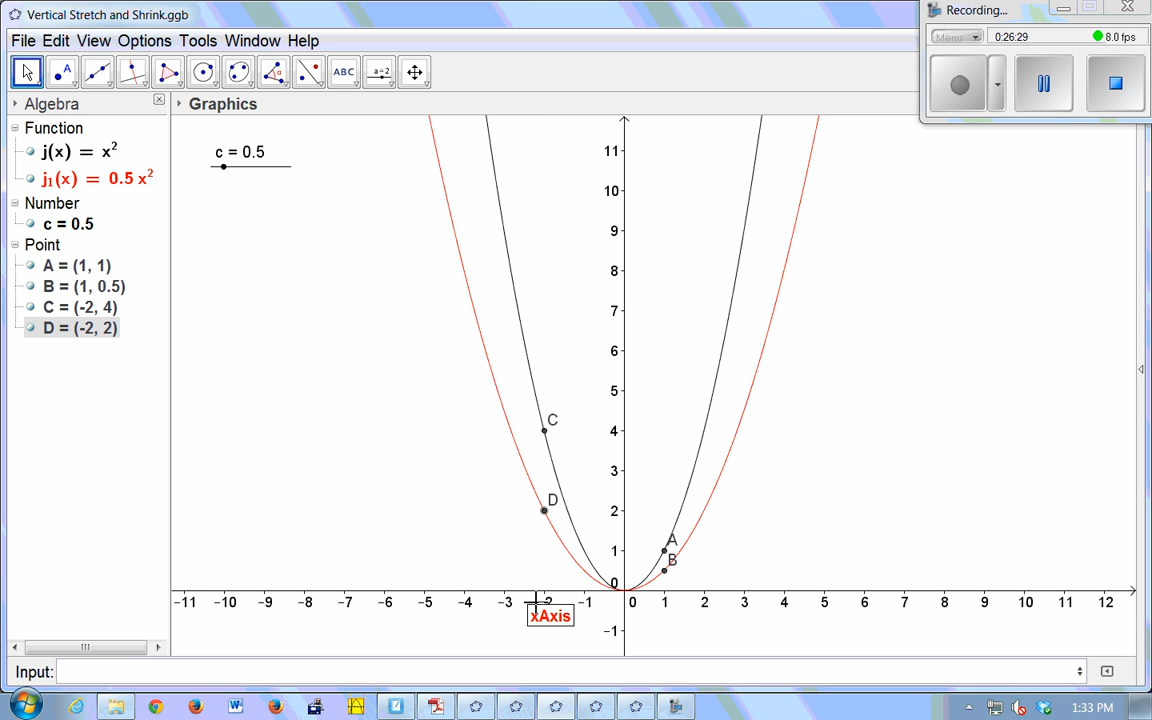 Vertical Stretch and Shrink.ggb
Recording...
File Edit View Options Tools Window Help
Menu
0:26:29
8.0 fps
A
ABC
a=2
Algebra
Graphics
Function
j(x) = x²
j₁(x) = 0.5 x²
Number
c = 0.5
Point
A = (1, 1)
B = (1, 0.5)
C = (-2, 4)
D = (-2, 2)
c = 0.5
11
10
9
8
7
6
5
4
3
2
1
0
-1
C
D
A
B
-11 -10 -9 -8 -7 -6 -5 -4 -3 -2 -1 0 1 2 3 4 5 6 7 8 9 10 11 12
xAxis
Input:
1:33 PM